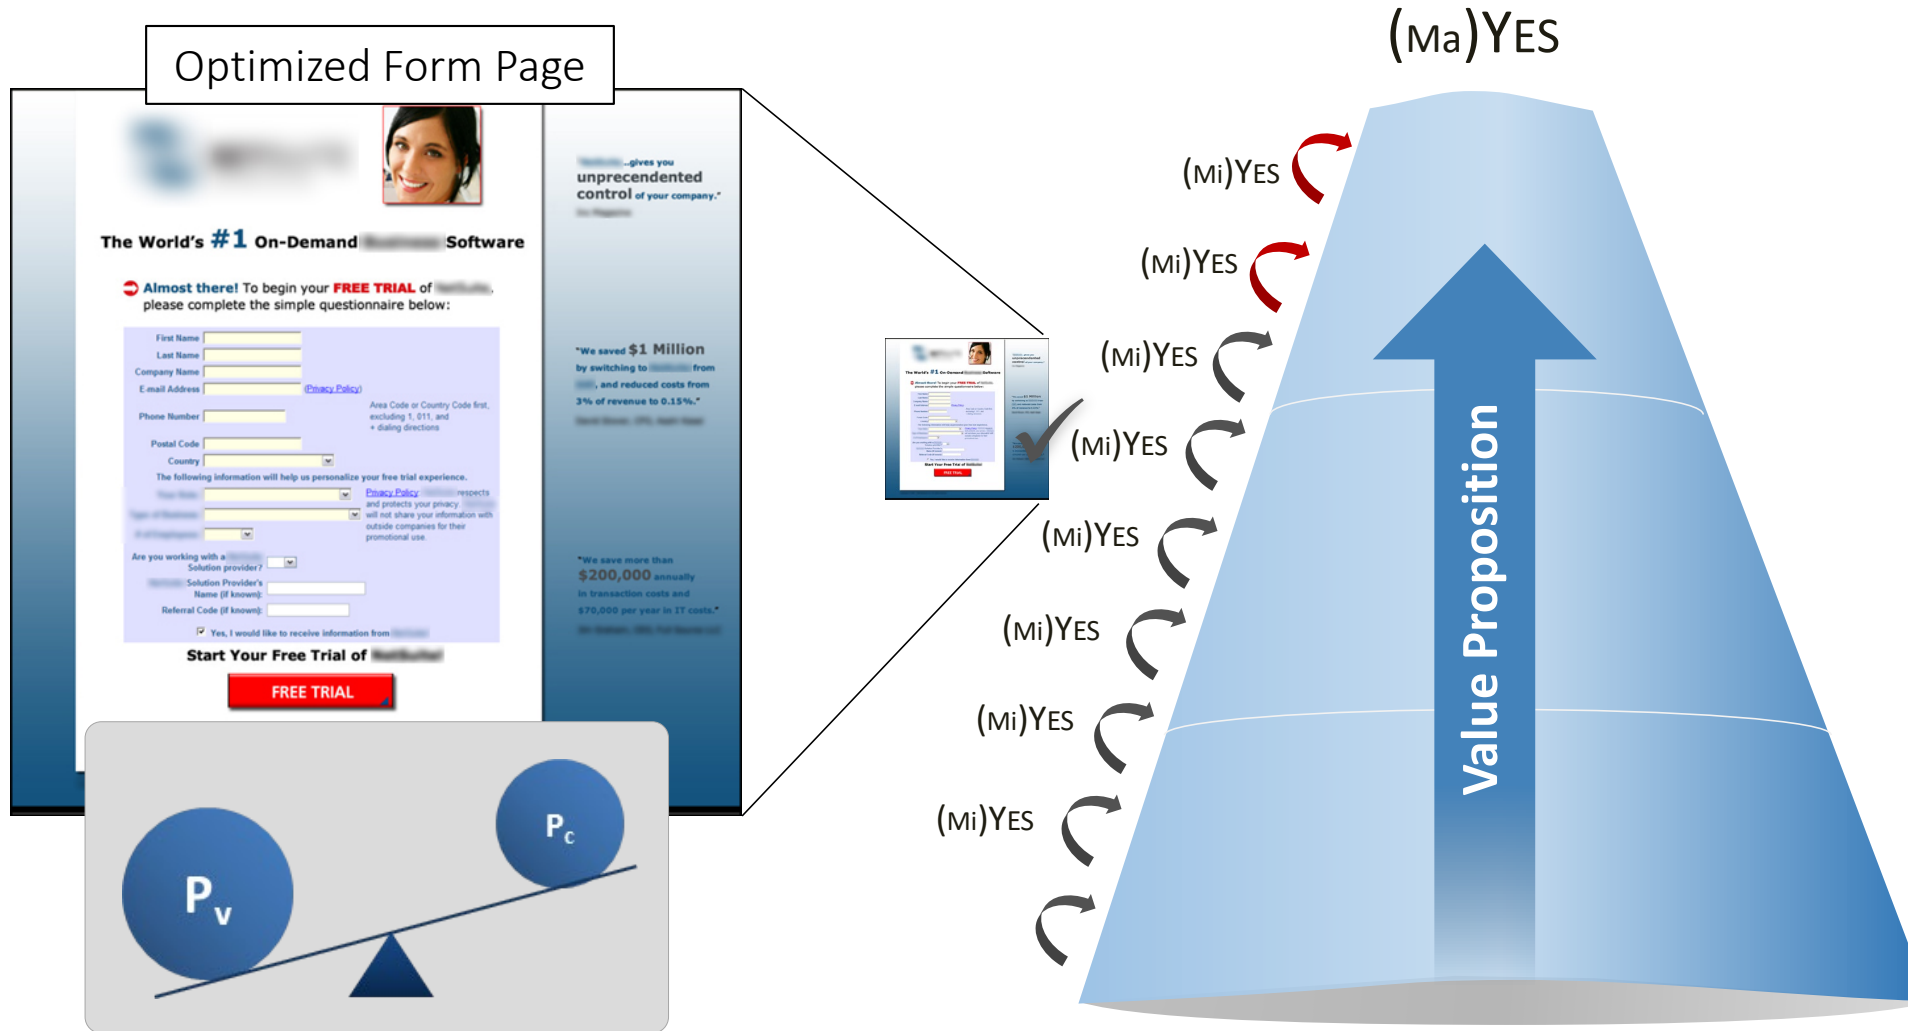 Optimized Form Page
...gives you
unprecendented
control of your company."
The World's #1 On-Demand Software
Almost there! To begin your FREE TRIAL of
please complete the simple questionnaire below:
First Name
Last Name
Company Name
E-mail Address (Privacy Policy)
Phone Number
Area Code or Country Code first,
excluding 1, 011, and
+ dialing directions
Postal Code
Country
The following information will help us personalize your free trial experience.
Privacy Policy respects
and protects your privacy.
will not share your information with
outside companies for their
promotional use.
Are you working with a
Solution provider?
Solution Provider's
Name (if known):
Referral Code (if known):
Yes, I would like to receive information from
Start Your Free Trial of
FREE TRIAL
"We saved $1 Million
by switching to from
, and reduced costs from
3% of revenue to 0.15%."
"We save more than
$200,000 annually
in transaction costs and
$70,000 per year in IT costs."
Pv
Pc
(Ma)YES
(Mi)YES
(Mi)YES
(Mi)YES
(Mi)YES
(Mi)YES
(Mi)YES
(Mi)YES
(Mi)YES
Value Proposition